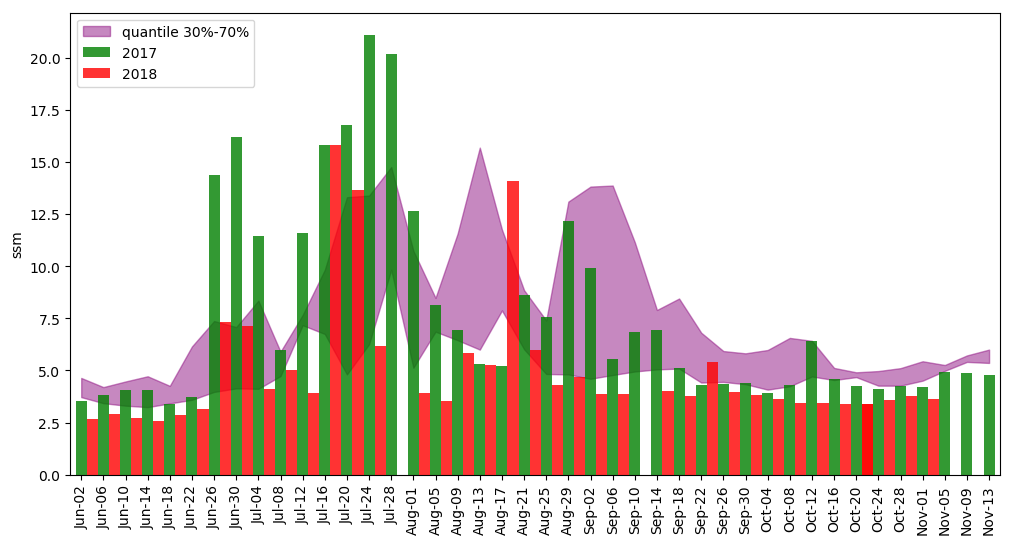 quantile 30%-70%
2017
2018
ssm
20.0
17.5
15.0
12.5
10.0
7.5
5.0
2.5
0.0
Jun-02
Jun-06
Jun-10
Jun-14
Jun-18
Jun-22
Jun-26
Jun-30
Jul-04
Jul-08
Jul-12
Jul-16
Jul-20
Jul-24
Jul-28
Aug-01
Aug-05
Aug-09
Aug-13
Aug-17
Aug-21
Aug-25
Aug-29
Sep-02
Sep-06
Sep-10
Sep-14
Sep-18
Sep-22
Sep-26
Sep-30
Oct-04
Oct-08
Oct-12
Oct-16
Oct-20
Oct-24
Oct-28
Nov-01
Nov-05
Nov-09
Nov-13